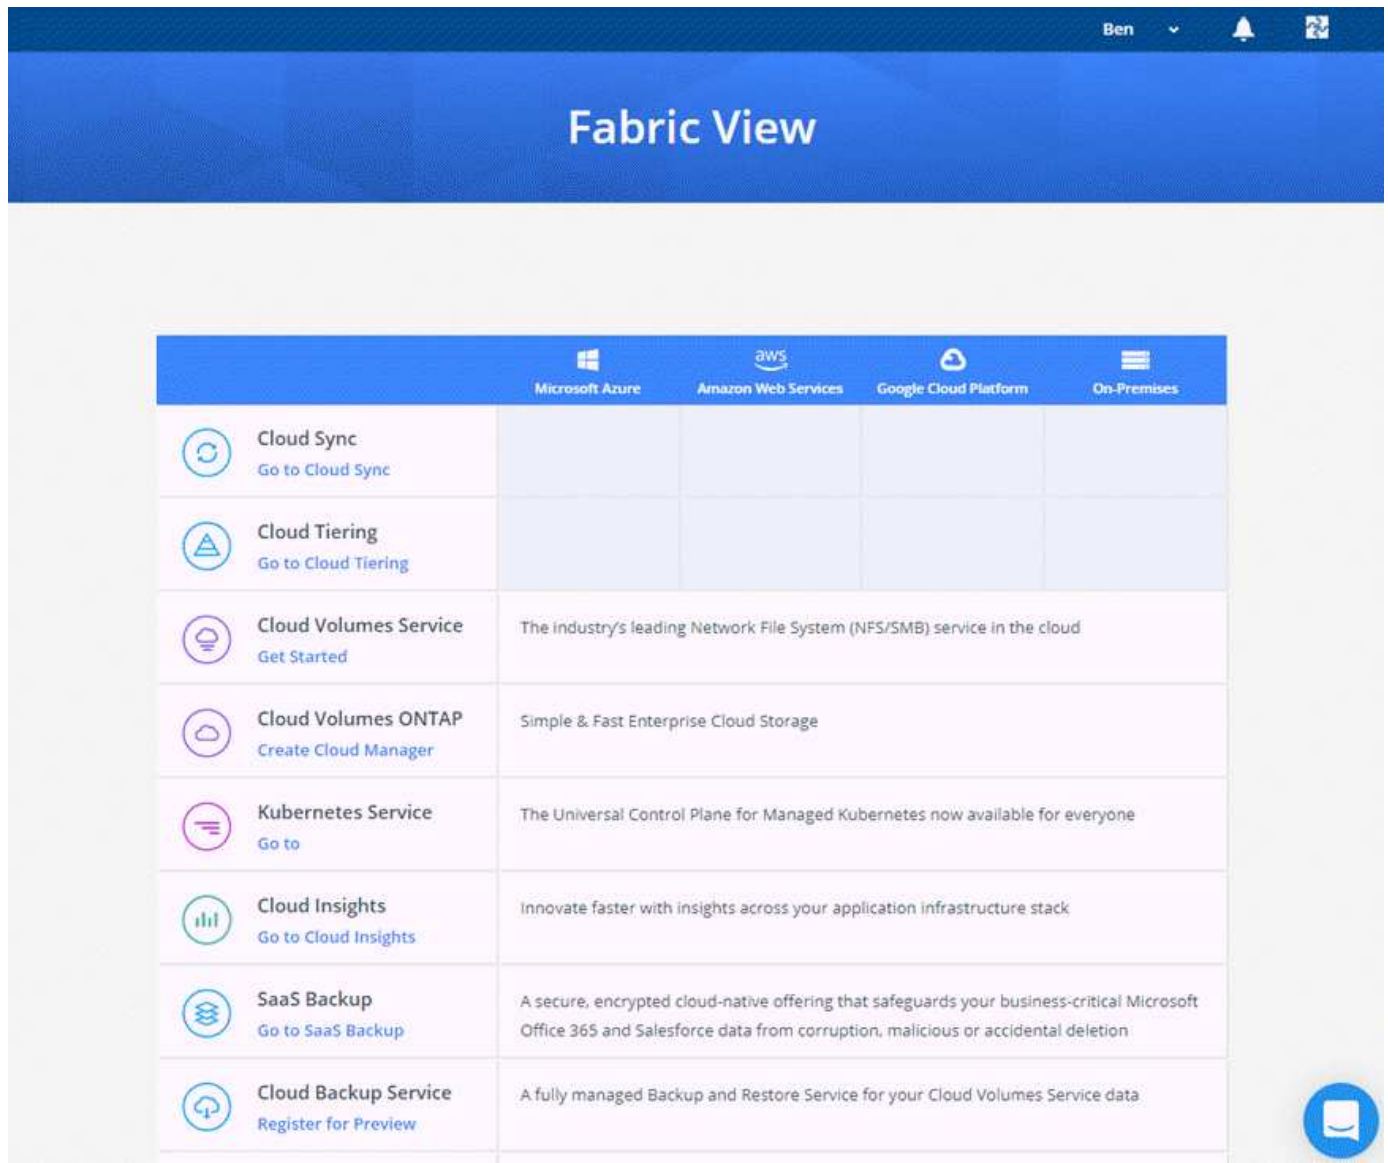 Ben
Fabric View
aws
Microsoft Azure Amazon Web Services Google Cloud Platform On-Premises
Cloud Sync
Go to Cloud Sync
Cloud Tiering
Go to Cloud Tiering
Cloud Volumes Service
The industry's leading Network File System (NFS/SMB) service in the cloud
Get Started
Cloud Volumes ONTAP
Simple & Fast Enterprise Cloud Storage
Create Cloud Manager
Kubernetes Service
The Universal Control Plane for Managed Kubernetes now available for everyone
Go to
Cloud Insights
Innovate faster with insights across your application infrastructure stack
Go to Cloud Insights
SaaS Backup
A secure, encrypted cloud-native offering that safeguards your business-critical Microsoft
Go to SaaS Backup
Office 365 and Salesforce data from corruption, malicious or accidental deletion
Cloud Backup Service
A fully managed Backup and Restore Service for your Cloud Volumes Service data
Register for Preview